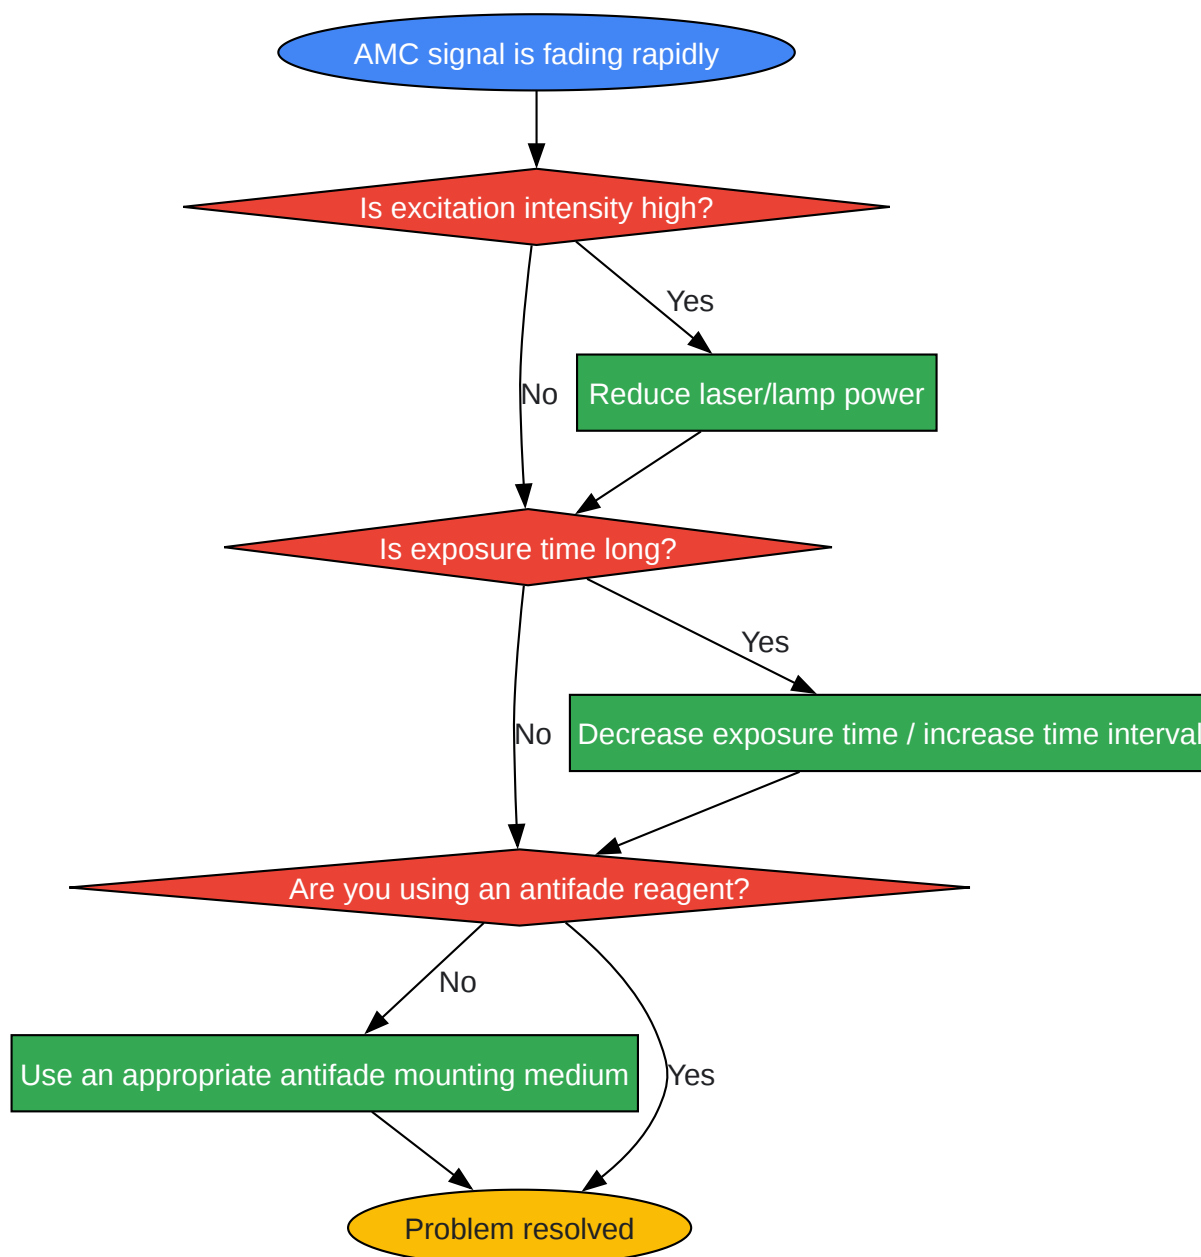 AMC signal is fading rapidly
Is excitation intensity high?
Yes
No
Reduce laser/lamp power
Is exposure time long?
Yes
No
Decrease exposure time / increase time interval
Are you using an antifade reagent?
No
Use an appropriate antifade mounting medium
Yes
Problem resolved